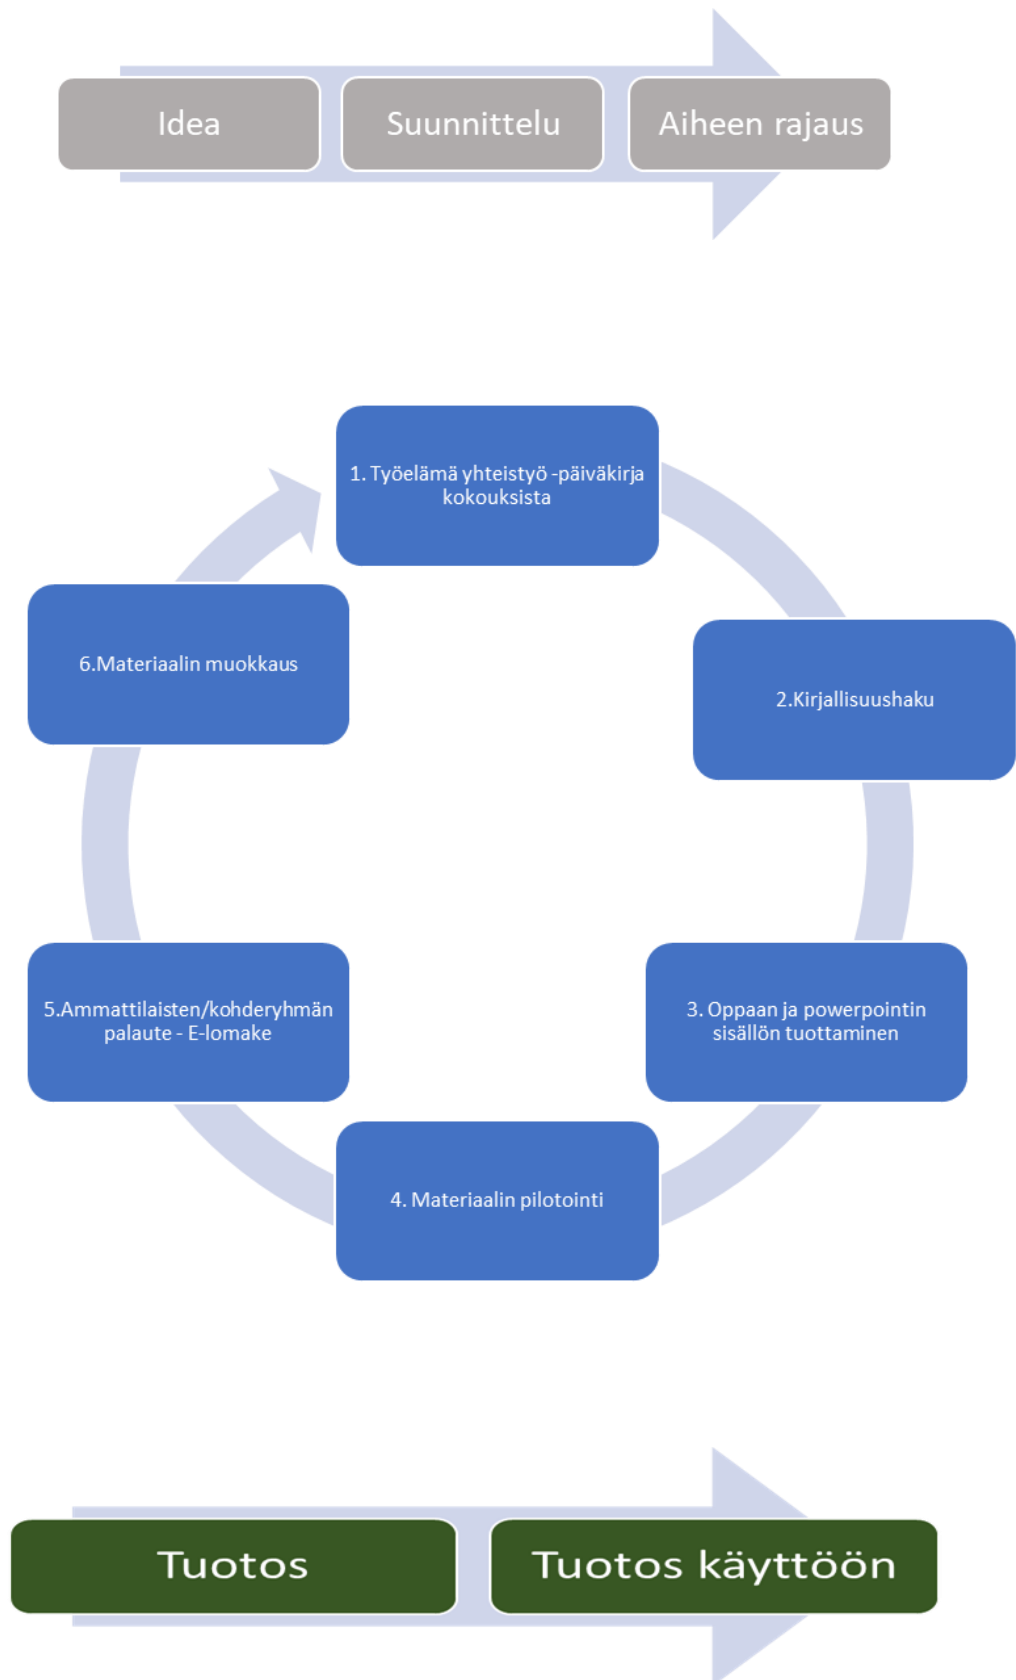 Idea
Suunnittelu
Aiheen rajaus
1. Työelämä yhteistyö -päiväkirja
kokouksista
2.Kirjallisuushaku
3. Oppaan ja powerpointin
sisällön tuottaminen
4. Materiaalin pilotointi
5.Ammattilaisten/kohderyhmän
palaute - E-lomake
6.Materiaalin muokkaus
Tuotos
Tuotos käyttöön